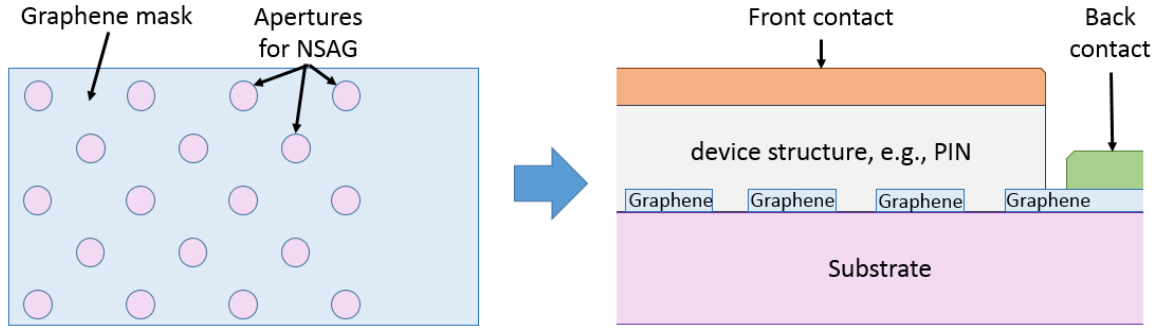 Graphene mask
Apertures
for NSAG
Front contact
Back
contact
device structure, e.g., PIN
Graphene
Graphene
Graphene
Graphene
Substrate